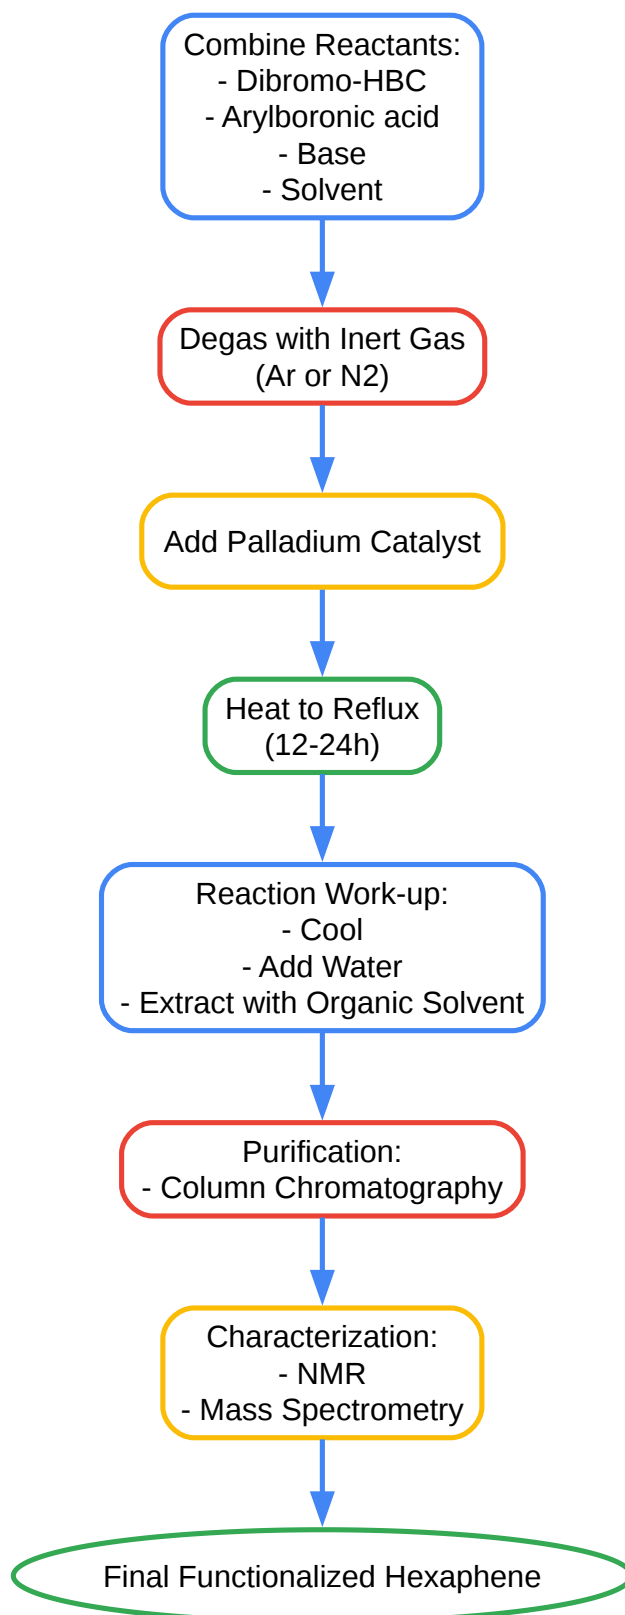 Combine Reactants:
- Dibromo-HBC
- Arylboronic acid
- Base
- Solvent
Degas with Inert Gas
(Ar or N2)
Add Palladium Catalyst
Heat to Reflux
(12-24h)
Reaction Work-up:
- Cool
- Add Water
- Extract with Organic Solvent
Purification:
- Column Chromatography
Characterization:
- NMR
- Mass Spectrometry
Final Functionalized Hexaphene